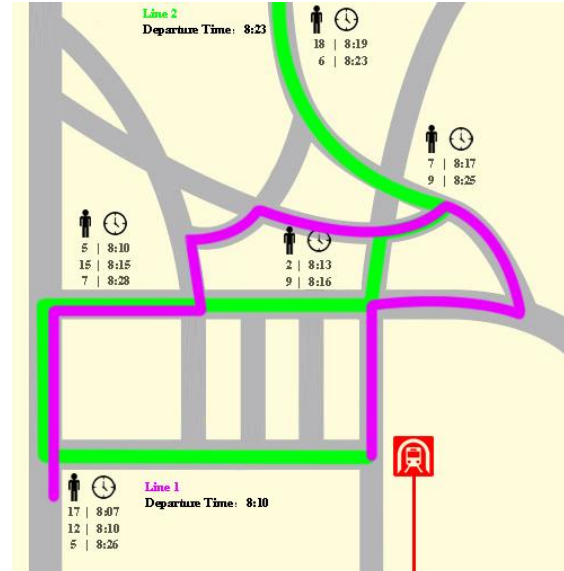 Line 2
Departure Time: 8:23
18 | 8:19
6 | 8:23
7 | 8:17
9 | 8:25
5 | 8:10
15 | 8:15
7 | 8:28
2 | 8:13
9 | 8:16
Line 1
Departure Time: 8:10
17 | 8:07
12 | 8:10
5 | 8:26